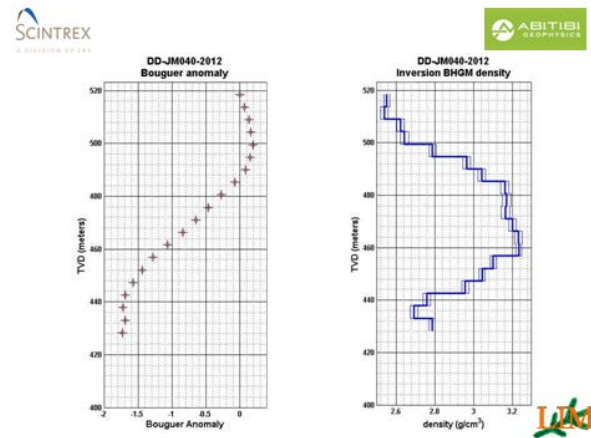 SCINTREX
A DIVISION OF LRS
ABITIBI
GEOPHYSICS
DD-JM040-2012
Bouguer anomaly
520
500
480
460
440
420
400
TVD (meters)
-2
-1.5
-1
-0.5
0
Bouguer Anomaly
DD-JM040-2012
Inversion BHGM density
520
500
480
460
440
420
400
TVD (meters)
2.6
2.8
3
3.2
density (g/cm³)
LIM